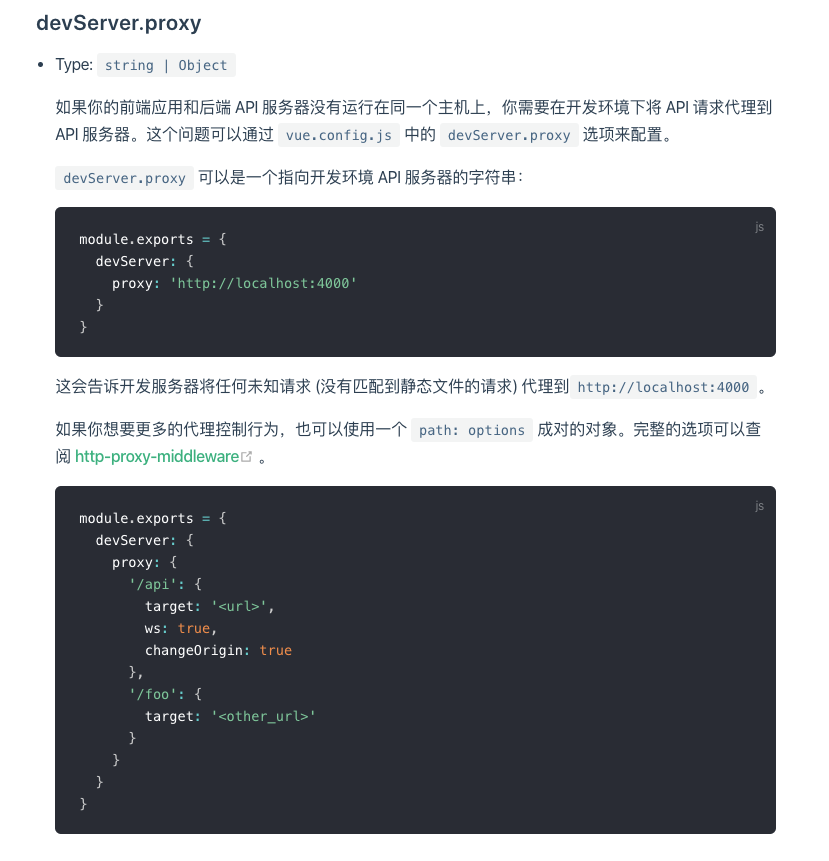 devServer.proxy
• Type: string | Object
如果你的前端应用和后端 API 服务器没有运行在同一个主机上，你需要在开发环境下将 API 请求代理到
API 服务器。这个问题可以通过 vue.config.js 中的 devServer.proxy 选项来配置。
devServer.proxy 可以是一个指向开发环境 API 服务器的字符串：
js
module.exports = {
  devServer: {
    proxy: 'http://localhost:4000'
  }
}
这会告诉开发服务器将任何未知请求 (没有匹配到静态文件的请求) 代理到 http://localhost:4000 。
如果你想要更多的代理控制行为，也可以使用一个 path: options 成对的对象。完整的选项可以查
阅 http-proxy-middleware 。
js
module.exports = {
  devServer: {
    proxy: {
      '/api': {
        target: '<url>',
        ws: true,
        changeOrigin: true
      },
      '/foo': {
        target: '<other_url>'
      }
    }
  }
}